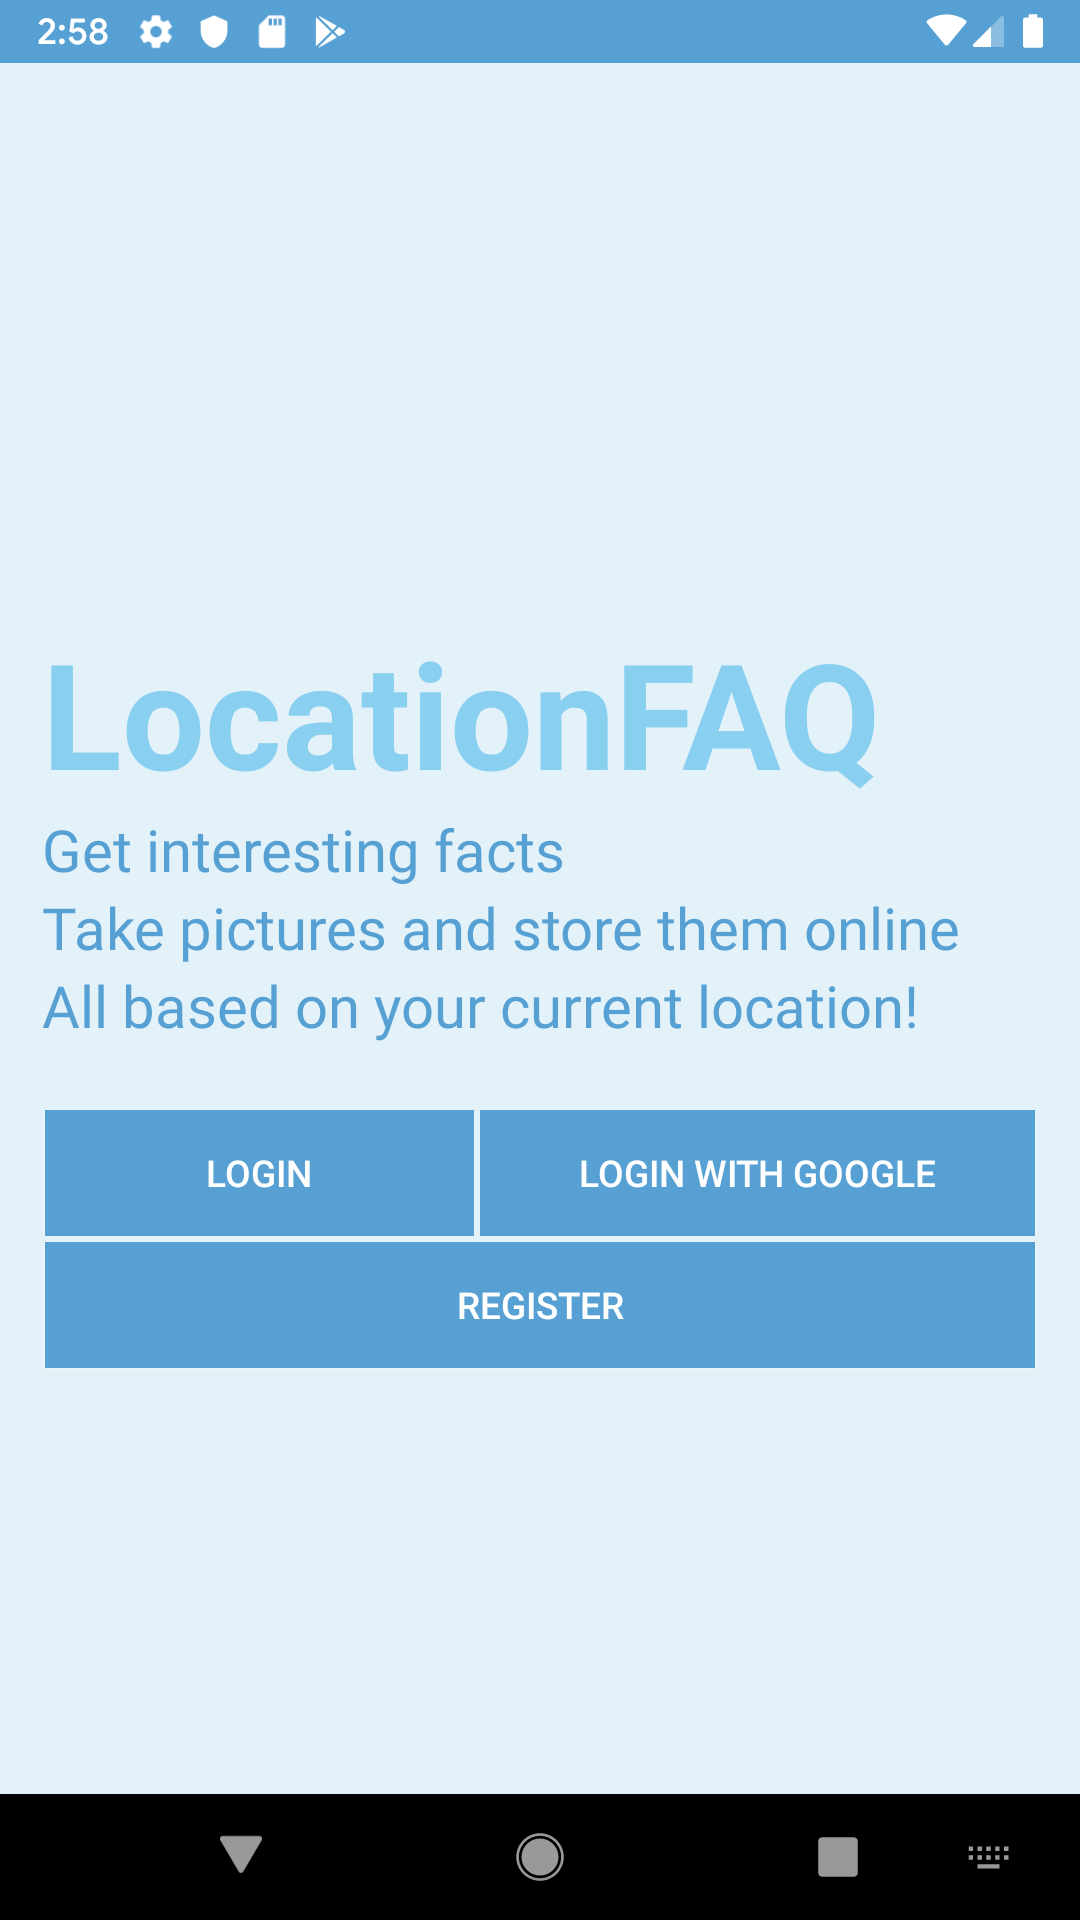 2:58
LocationFAQ
Get interesting facts
Take pictures and store them online
All based on your current location!
LOGIN
LOGIN WITH GOOGLE
REGISTER